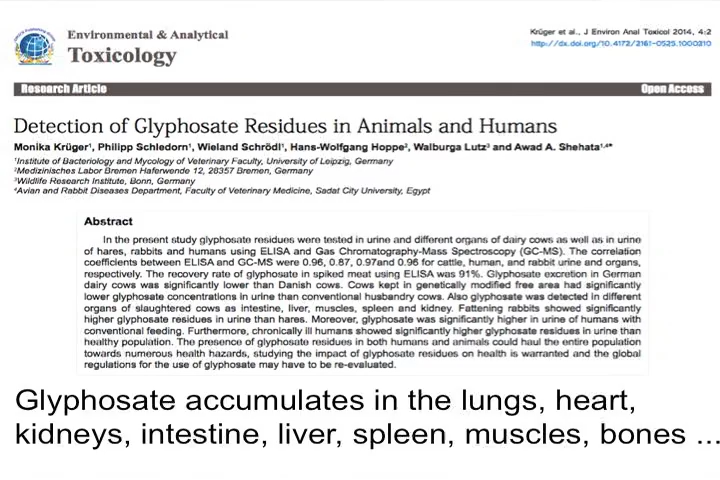 Environmental & Analytical
Toxicology
Krüger et al., J Environ Anal Toxicol 2014, 4:2
http://dx.doi.org/10.4172/2161-0525.1000210
Research Article
Open Access
Detection of Glyphosate Residues in Animals and Humans
Monika Krüger¹, Philipp Schledorn¹, Wieland Schrödl¹, Hans-Wolfgang Hoppe², Walburga Lutz³ and Awad A. Shehata¹,⁴*
¹Institute of Bacteriology and Mycology of Veterinary Faculty, University of Leipzig, Germany
²Medizinisches Labor Bremen Haferwende 12, 28357 Bremen, Germany
³Wildlife Research Institute, Bonn, Germany
⁴Avian and Rabbit Diseases Department, Faculty of Veterinary Medicine, Sadat City University, Egypt
Abstract
In the present study glyphosate residues were tested in urine and different organs of dairy cows as well as in urine
of hares, rabbits and humans using ELISA and Gas Chromatography-Mass Spectroscopy (GC-MS). The correlation
coefficients between ELISA and GC-MS were 0.96, 0.87, 0.97and 0.96 for cattle, human, and rabbit urine and organs,
respectively. The recovery rate of glyphosate in spiked meat using ELISA was 91%. Glyphosate excretion in German
dairy cows was significantly lower than Danish cows. Cows kept in genetically modified free area had significantly
lower glyphosate concentrations in urine than conventional husbandry cows. Also glyphosate was detected in different
organs of slaughtered cows as intestine, liver, muscles, spleen and kidney. Fattening rabbits showed significantly
higher glyphosate residues in urine than hares. Moreover, glyphosate was significantly higher in urine of humans with
conventional feeding. Furthermore, chronically ill humans showed significantly higher glyphosate residues in urine than
healthy population. The presence of glyphosate residues in both humans and animals could haul the entire population
towards numerous health hazards, studying the impact of glyphosate residues on health is warranted and the global
regulations for the use of glyphosate may have to be re-evaluated.
Glyphosate accumulates in the lungs, heart,
kidneys, intestine, liver, spleen, muscles, bones ...